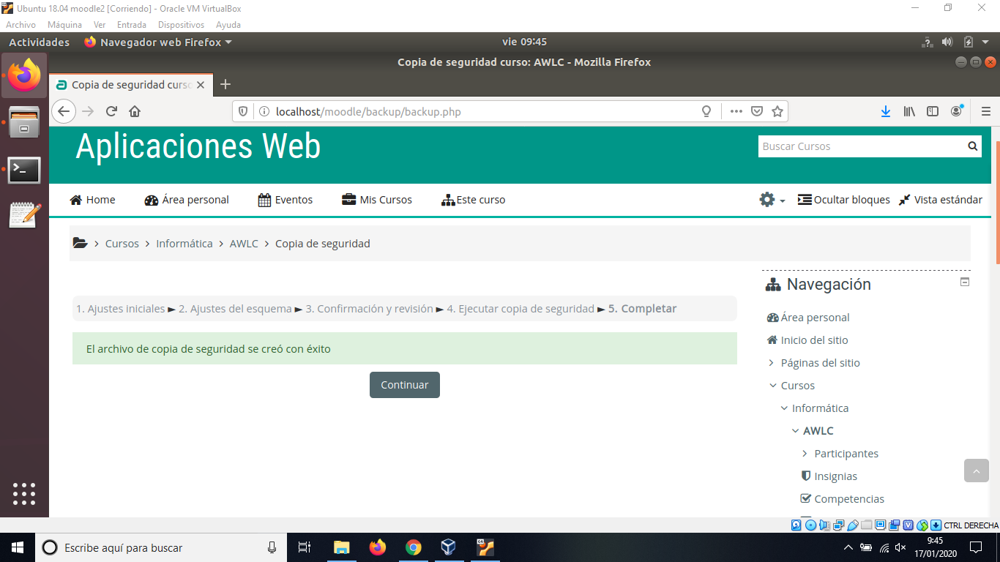 Ubuntu 18.04 moodle2 [Corriendo] - Oracle VM VirtualBox
Archivo Máquina Ver Entrada Dispositivos Ayuda
Actividades Navegador web Firefox vie 09:45
Copia de seguridad curso: AWLC - Mozilla Firefox
Copia de seguridad curso
localhost/moodle/backup/backup.php
Aplicaciones Web
Buscar Cursos
Home Área personal Eventos Mis Cursos Este curso Ocultar bloques Vista estándar
Cursos > Informática > AWLC > Copia de seguridad
Navegación
1. Ajustes iniciales ► 2. Ajustes del esquema ► 3. Confirmación y revisión ► 4. Ejecutar copia de seguridad ► 5. Completar
El archivo de copia de seguridad se creó con éxito
Continuar
Área personal
Inicio del sitio
Páginas del sitio
Cursos
Informática
AWLC
Participantes
Insignias
Competencias
CTRL DERECHA
Escribe aquí para buscar
9:45
17/01/2020